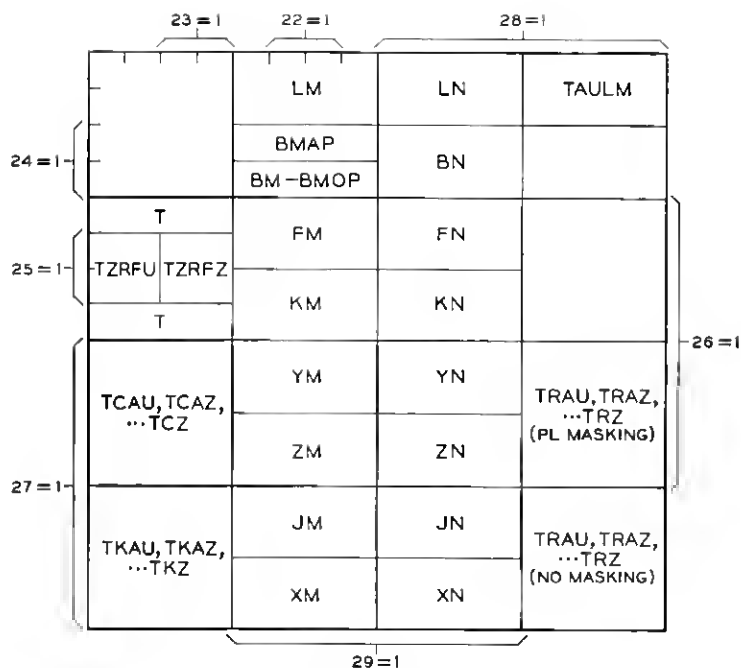 23=1 22=1 28=1
LM LN TAULM
BMAP
24=1 BN
BM-BMOP
T
FM FN
25=1 TZRFU TZRFZ
KM KN
T
26=1
YM YN
TCAU, TCAZ, TRAU, TRAZ,
···TCZ ···TRZ
(PL MASKING)
ZM ZN
27=1
JM JN
TKAU, TKAZ, TRAU, TRAZ,
···TKZ ···TRZ
(NO MASKING)
XM XN
29=1